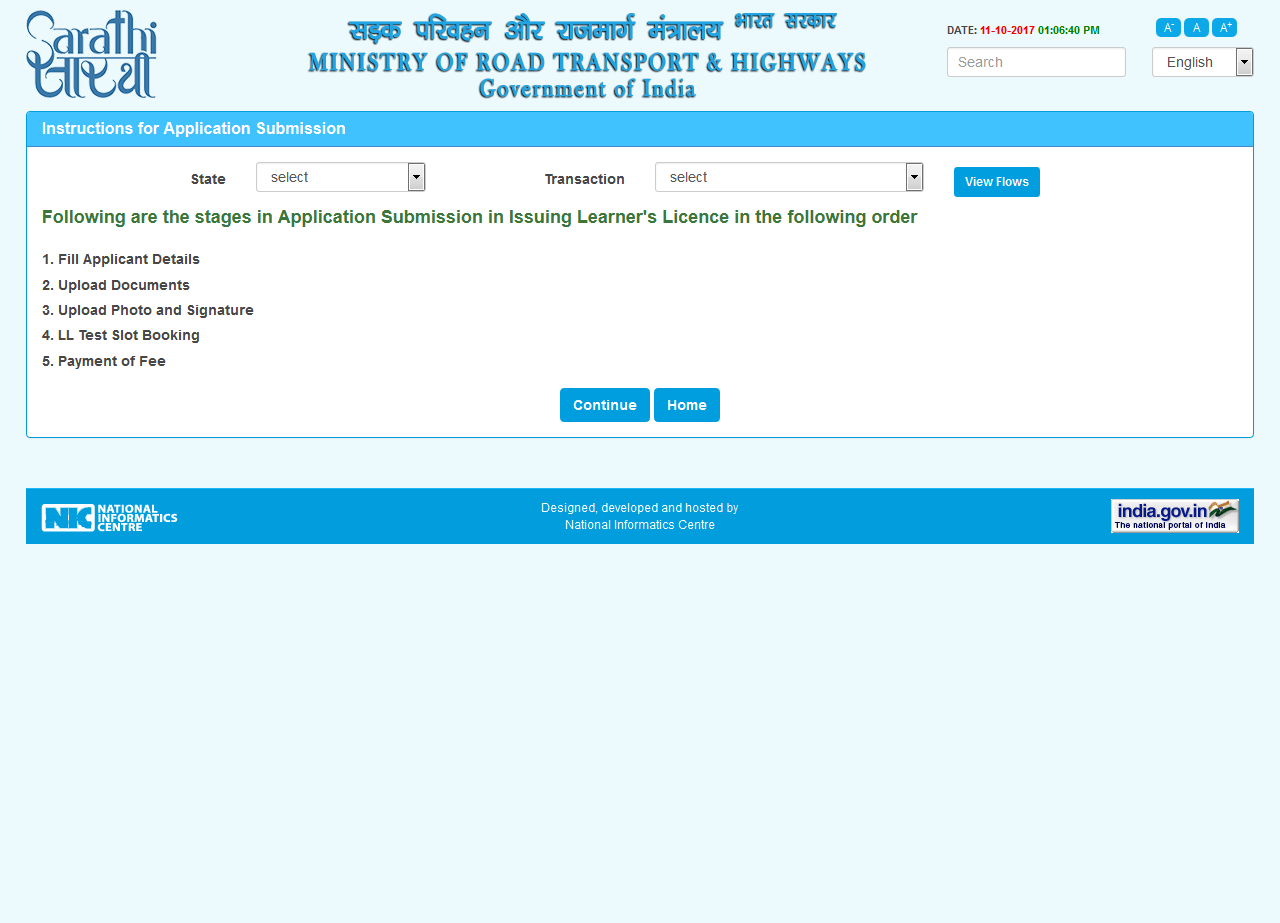 Sarathi
सारथी
सड़क परिवहन और राजमार्ग मंत्रालय भारत सरकार
MINISTRY OF ROAD TRANSPORT & HIGHWAYS
Government of India
DATE: 11-10-2017 01:06:40 PM
A- A A+
Search
English
Instructions for Application Submission
State select Transaction select View Flows
Following are the stages in Application Submission in Issuing Learner's Licence in the following order
1. Fill Applicant Details
2. Upload Documents
3. Upload Photo and Signature
4. LL Test Slot Booking
5. Payment of Fee
Continue Home
NIC NATIONAL
INFORMATICS
CENTRE
Designed, developed and hosted by
National Informatics Centre
india.gov.in
The national portal of India